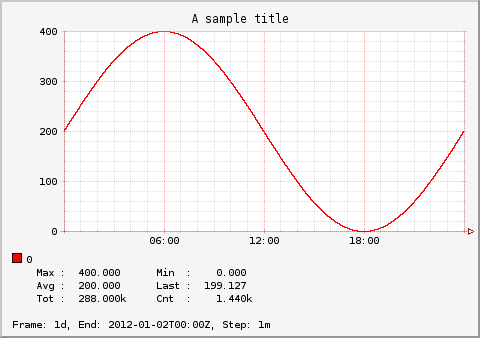 A sample title
400
300
200
100
0
06:00 12:00 18:00
0
Max : 400.000 Min : 0.000
Avg : 200.000 Last : 199.127
Tot : 288.000k Cnt : 1.440k
Frame: 1d, End: 2012-01-02T00:00Z, Step: 1m